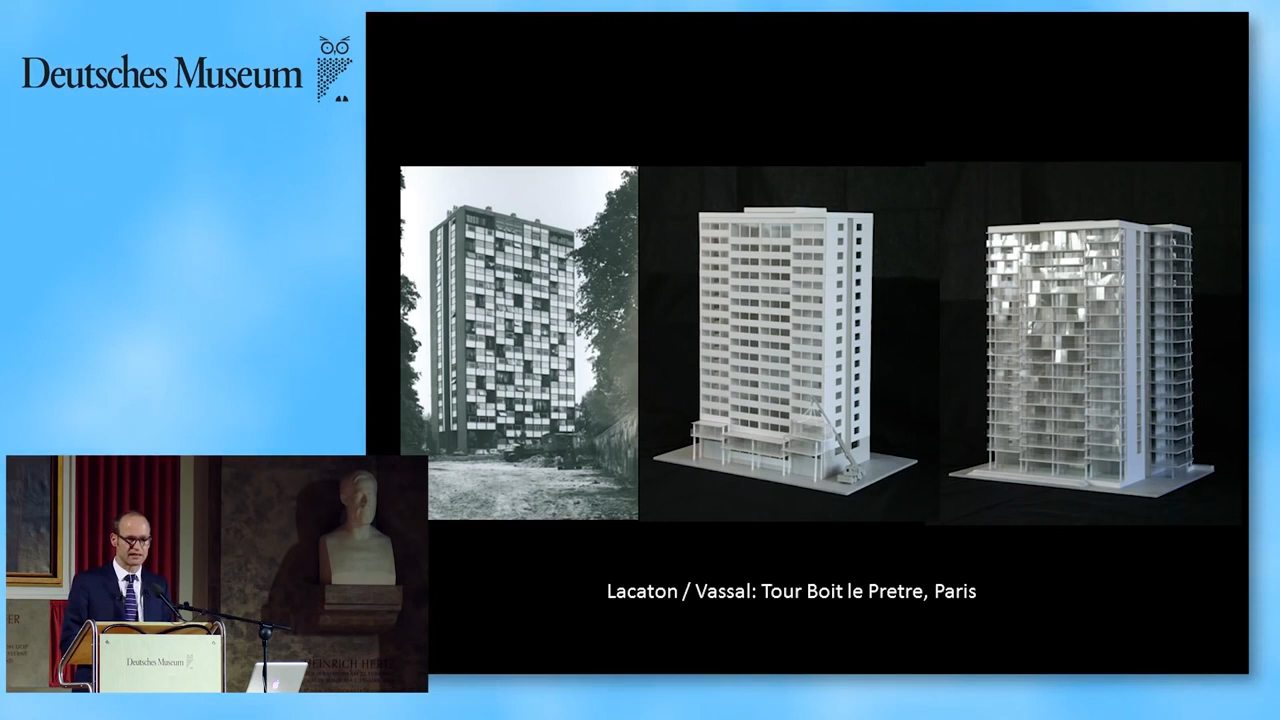 Deutsches Museum
Lacaton / Vassal: Tour Boit le Pretre, Paris
Deutsches Museum
HEINRICH HERTZ